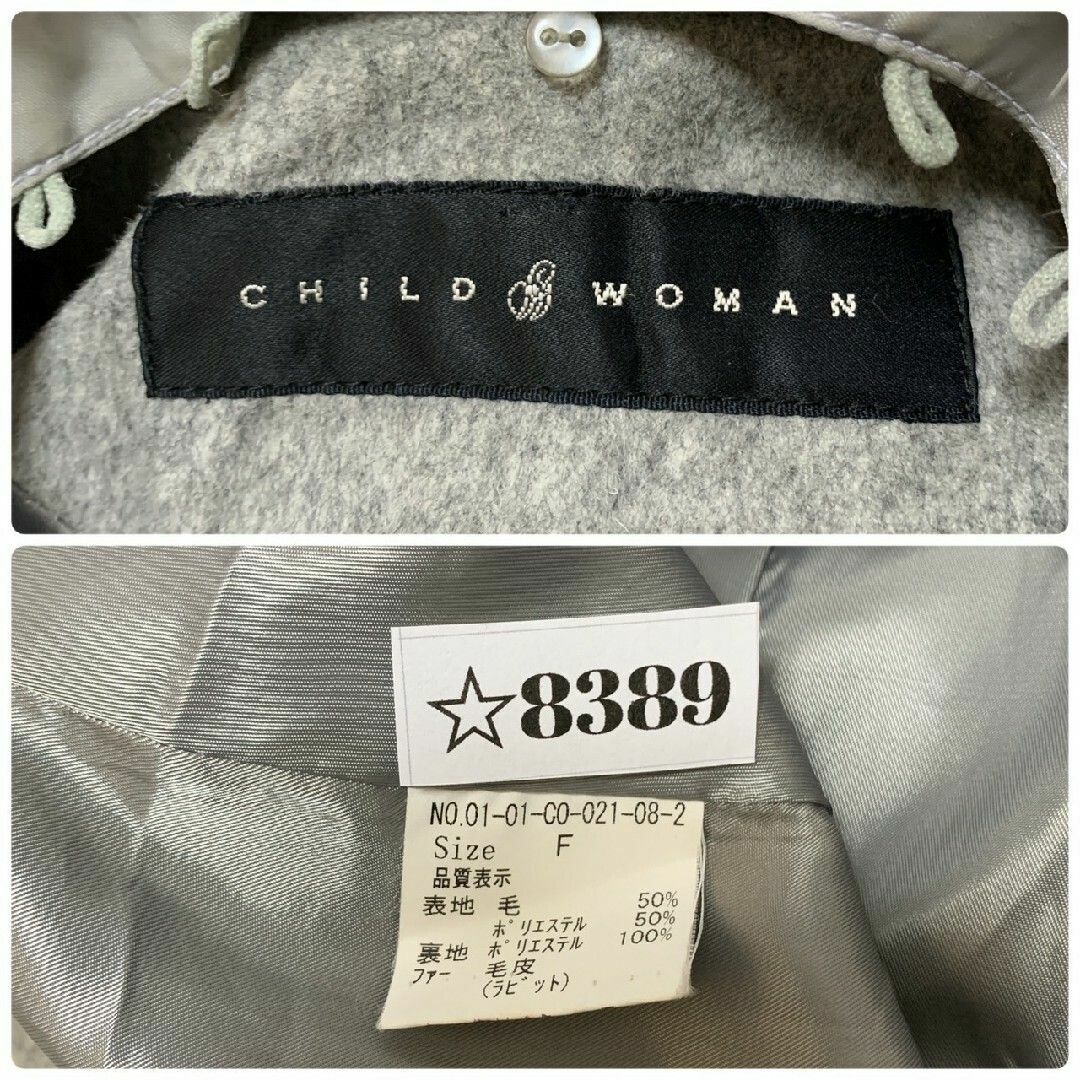 CHILD WOMAN
☆8389
NO.01-01-CO-021-08-2
Size F
品質表示
表地 毛 50%
ポリエステル 50%
裏地 ポリエステル 100%
ファー 毛皮
(ラビット)